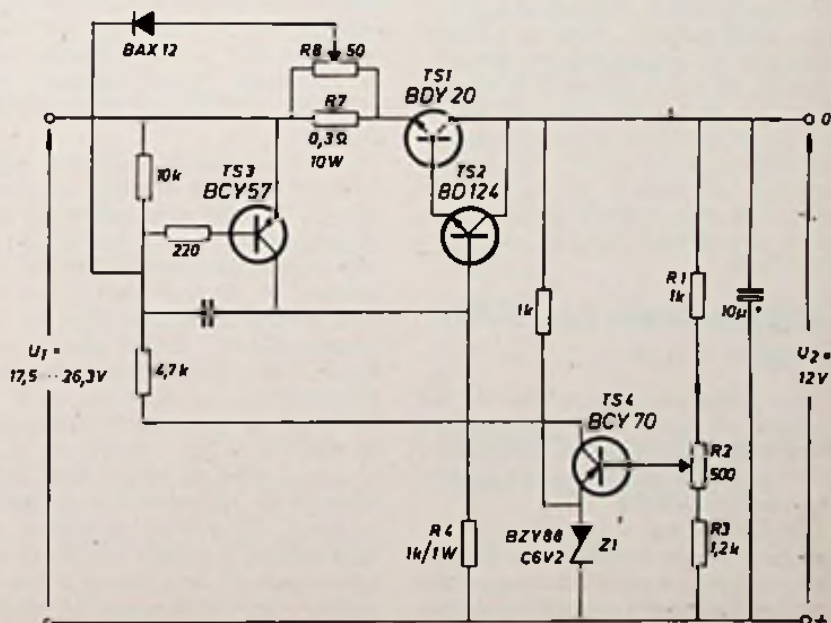 BAX 12
R8 50
TS1
BDY 20
R7
0,3Ω
10W
TS2
BD 124
10k
TS3
BCY57
220
R1
1k
1k
10µ +
U1 =
17,5 ··· 26,3V
U2 =
12V
4,7k
TS4
BCY 70
R2
500
R4
1k/1W
BZY88
C6V2
Z1
R3
1,2k
0
+